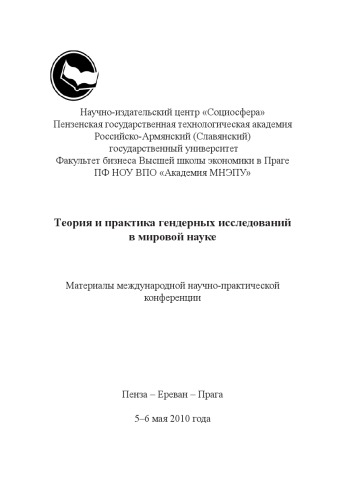 Научно-издательский центр «Социосфера»
Пензенская государственная технологическая академия
Российско-Армянский (Славянский)
государственный университет
Факультет бизнеса Высшей школы экономики в Праге
ПФ НОУ ВПО «Академия МНЭПУ»
Теория и практика гендерных исследований
в мировой науке
Материалы международной научно-практической
конференции
Пенза – Ереван – Прага
5–6 мая 2010 года